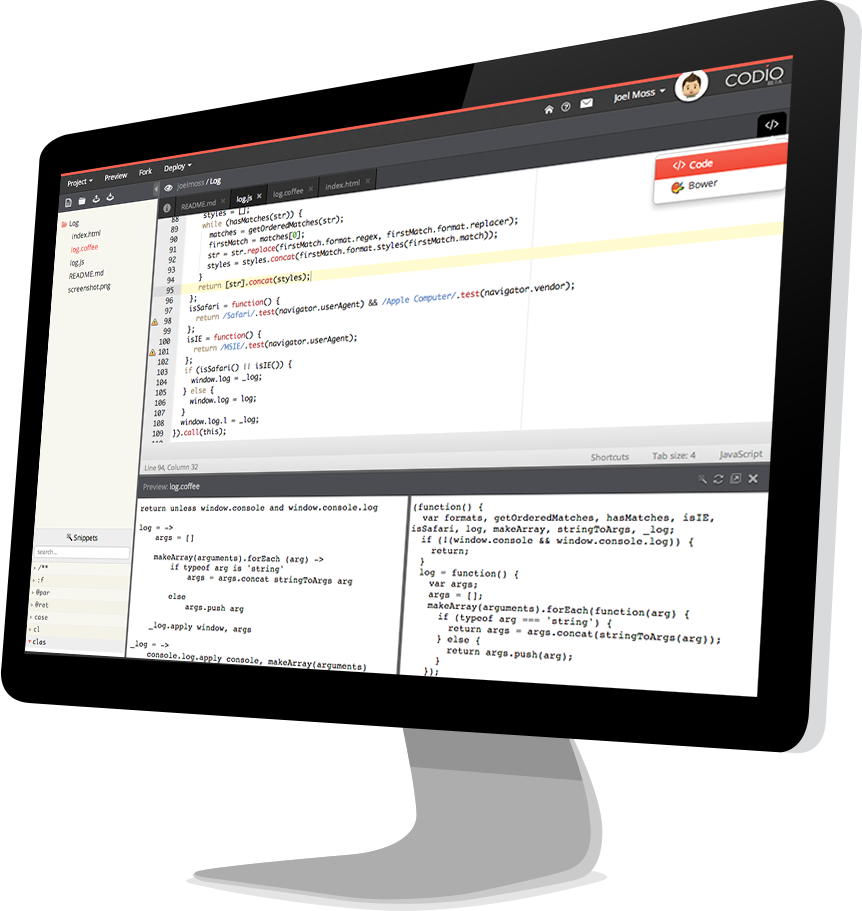 CODIO
BETA
Joel Moss
Project
Preview
Fork
Deploy
joelmoss / Log
</> Code
Bower
README.md
log.js
log.coffee
index.html
Log
index.html
log.coffee
log.js
README.md
screenshot.png
88 styles = [];
89 while (hasMatches(str)) {
90 matches = getOrderedMatches(str);
91 firstMatch = matches[0];
92 str = str.replace(firstMatch.format.regex, firstMatch.format.replacer);
93 styles = styles.concat(firstMatch.format.styles(firstMatch.match));
94 }
95 return [str].concat(styles);
96 };
97 isSafari = function() {
98 return /Safari/.test(navigator.userAgent) && /Apple Computer/.test(navigator.vendor);
99 };
100 isIE = function() {
101 return /MSIE/.test(navigator.userAgent);
102 };
103 if (isSafari() || isIE()) {
104 window.log = _log;
105 } else {
106 window.log = log;
107 }
108 window.log.l = _log;
109 }).call(this);
Line 94, Column 32
Shortcuts
Tab size: 4
JavaScript
Preview: log.coffee
return unless window.console and window.console.log
log = ->
args = []
makeArray(arguments).forEach (arg) ->
if typeof arg is 'string'
args = args.concat stringToArgs arg
else
args.push arg
_log.apply window, args
_log = ->
console.log.apply console, makeArray(arguments)
(function() {
var formats, getOrderedMatches, hasMatches, isIE,
isSafari, log, makeArray, stringToArgs, _log;
if (!(window.console && window.console.log)) {
return;
}
log = function() {
var args;
args = [];
makeArray(arguments).forEach(function(arg) {
if (typeof arg === 'string') {
return args = args.concat(stringToArgs(arg));
} else {
return args.push(arg);
}
});
Snippets
search...
/**
:f
@par
@ret
case
cl
clas